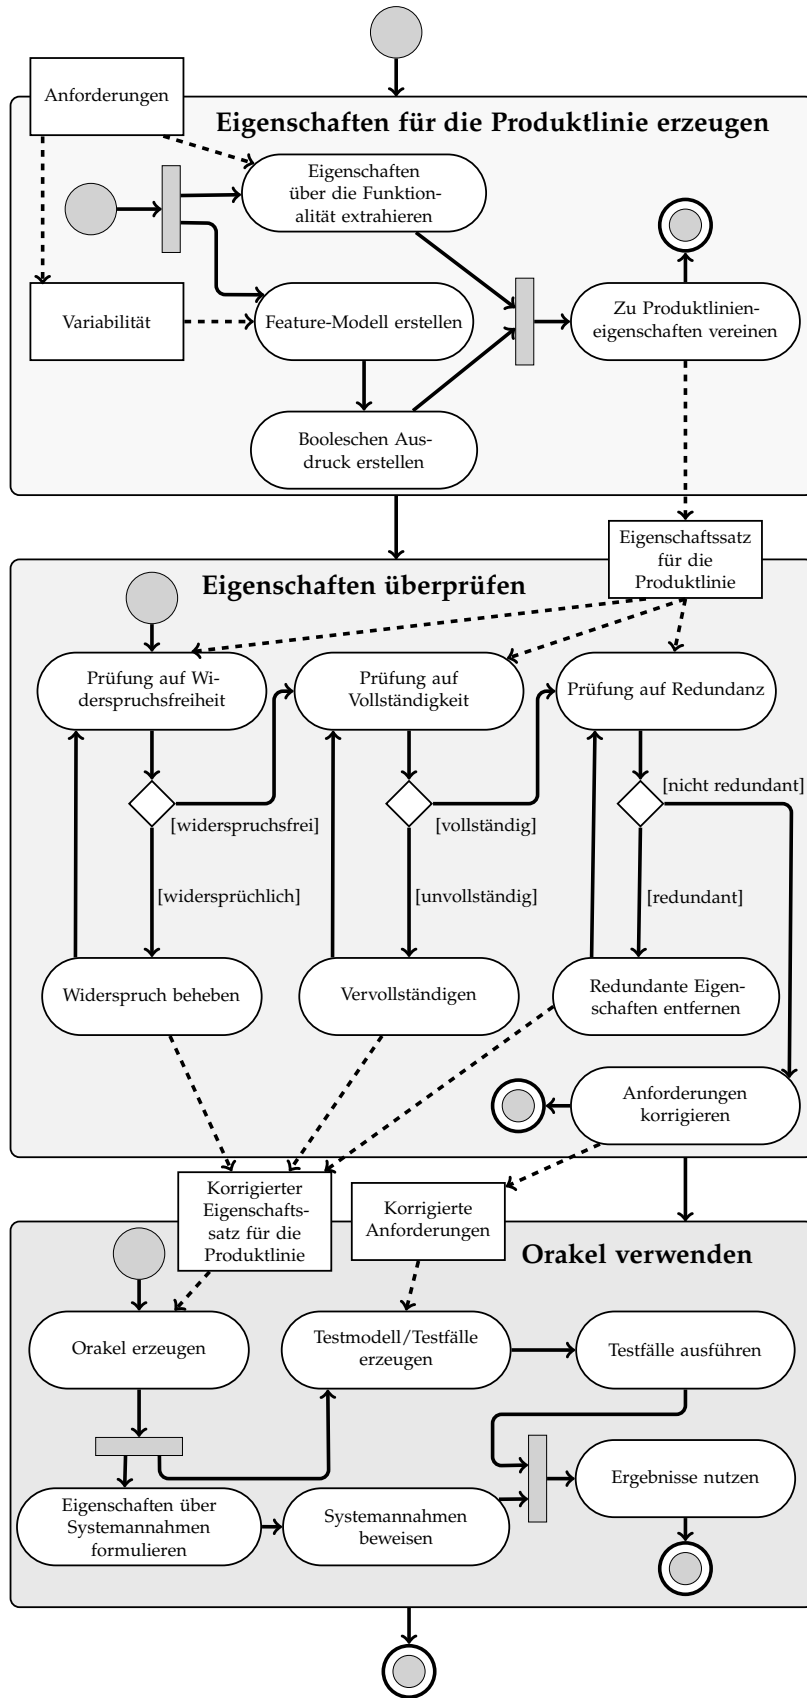 Anforderungen
Eigenschaften für die Produktlinie erzeugen
Eigenschaften
über die Funktion-
alität extrahieren
Variabilität
Feature-Modell erstellen
Zu Produktlinien-
eigenschaften vereinen
Booleschen Aus-
druck erstellen
Eigenschaftssatz
für die
Produktlinie
Eigenschaften überprüfen
Prüfung auf Wi-
derspruchsfreiheit
Prüfung auf
Vollständigkeit
Prüfung auf Redundanz
[nicht redundant]
[widerspruchsfrei]
[vollständig]
[widersprüchlich]
[unvollständig]
[redundant]
Widerspruch beheben
Vervollständigen
Redundante Eigen-
schaften entfernen
Anforderungen
korrigieren
Korrigierter
Eigenschafts-
satz für die
Produktlinie
Korrigierte
Anforderungen
Orakel verwenden
Orakel erzeugen
Testmodell/Testfälle
erzeugen
Testfälle ausführen
Eigenschaften über
Systemannahmen
formulieren
Systemannahmen
beweisen
Ergebnisse nutzen